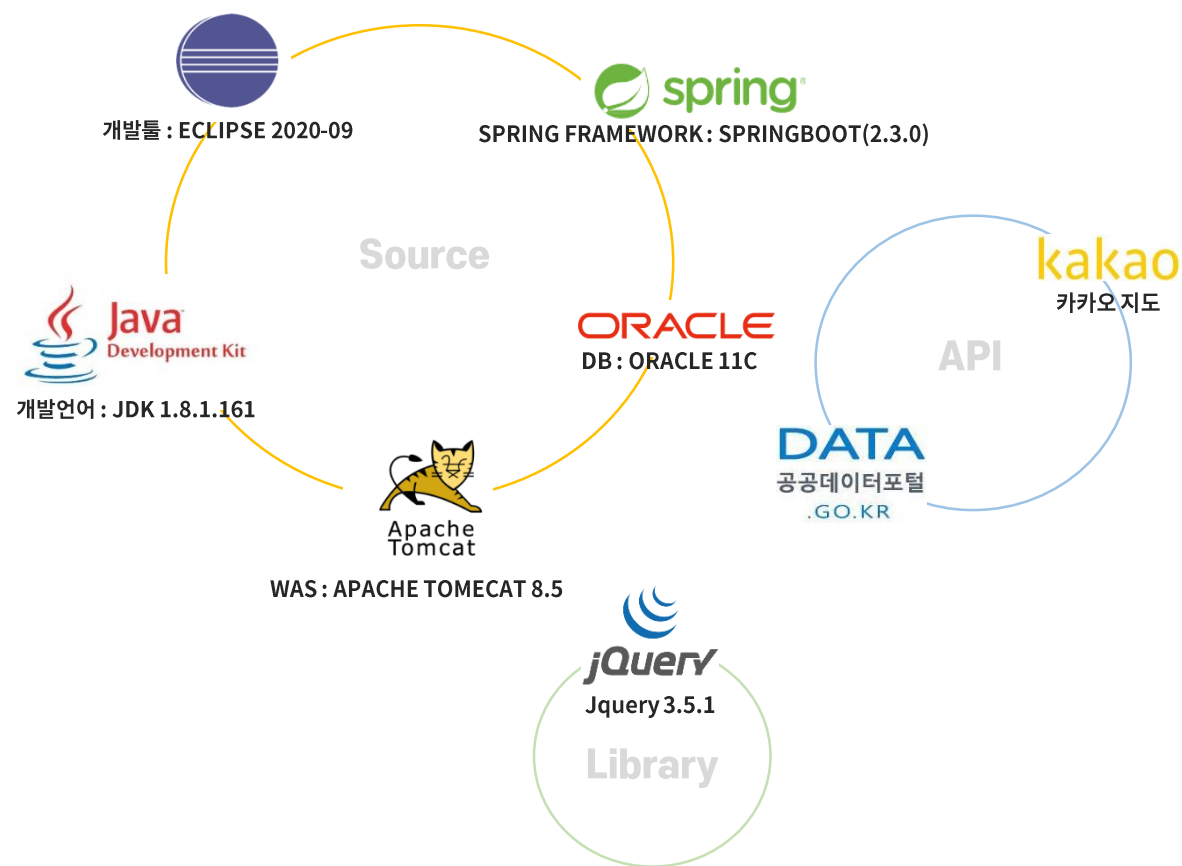 개발툴 : ECLIPSE 2020-09
spring
SPRING FRAMEWORK : SPRINGBOOT(2.3.0)
Source
Java
Development Kit
개발언어 : JDK 1.8.1.161
ORACLE
DB : ORACLE 11C
Apache
Tomcat
WAS : APACHE TOMECAT 8.5
kakao
카카오 지도
API
DATA
공공데이터포털
.GO.KR
jQuery
Jquery 3.5.1
Library